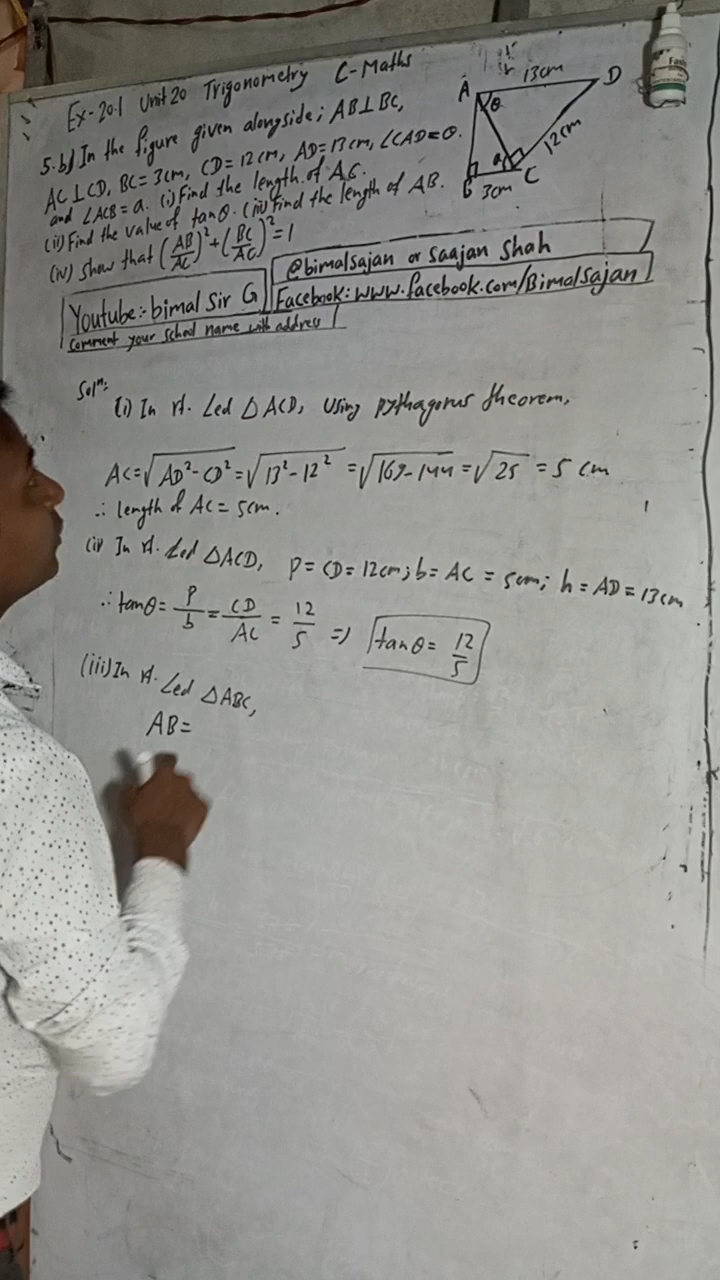 Ex-20.1 Unit 20 Trigonometry C-Maths
5.b) In the figure given alongside; AB⊥BC,
AC⊥CD, BC=3cm, CD=12cm, AD=13cm, ∠CAD=θ.
and ∠ACB=a. (i) Find the length of AC.
(ii) Find the value of tanθ. (iii) Find the length of AB.
(iv) Show that (AB/AC)²+(BC/AC)²=1
A
13cm
D
θ
12cm
a
B
3cm
C
@bimalsajan or Saajan Shah
Youtube:- bimal Sir G
Facebook: www.facebook.com/BimalSajan
comment your school name with address
Solⁿ:
(i) In rt. ∠ed △ACD, using pythagorus theorem,
AC=√AD²-CD²=√13²-12²=√169-144=√25=5 cm
∴ length of AC=5cm.
(ii) In rt. ∠ed △ACD, p=CD=12cm; b=AC=5cm; h=AD=13cm
∴ tanθ=p/b=CD/AC=12/5 ⇒ tanθ=12/5
(iii) In rt. ∠ed △ABC,
AB=